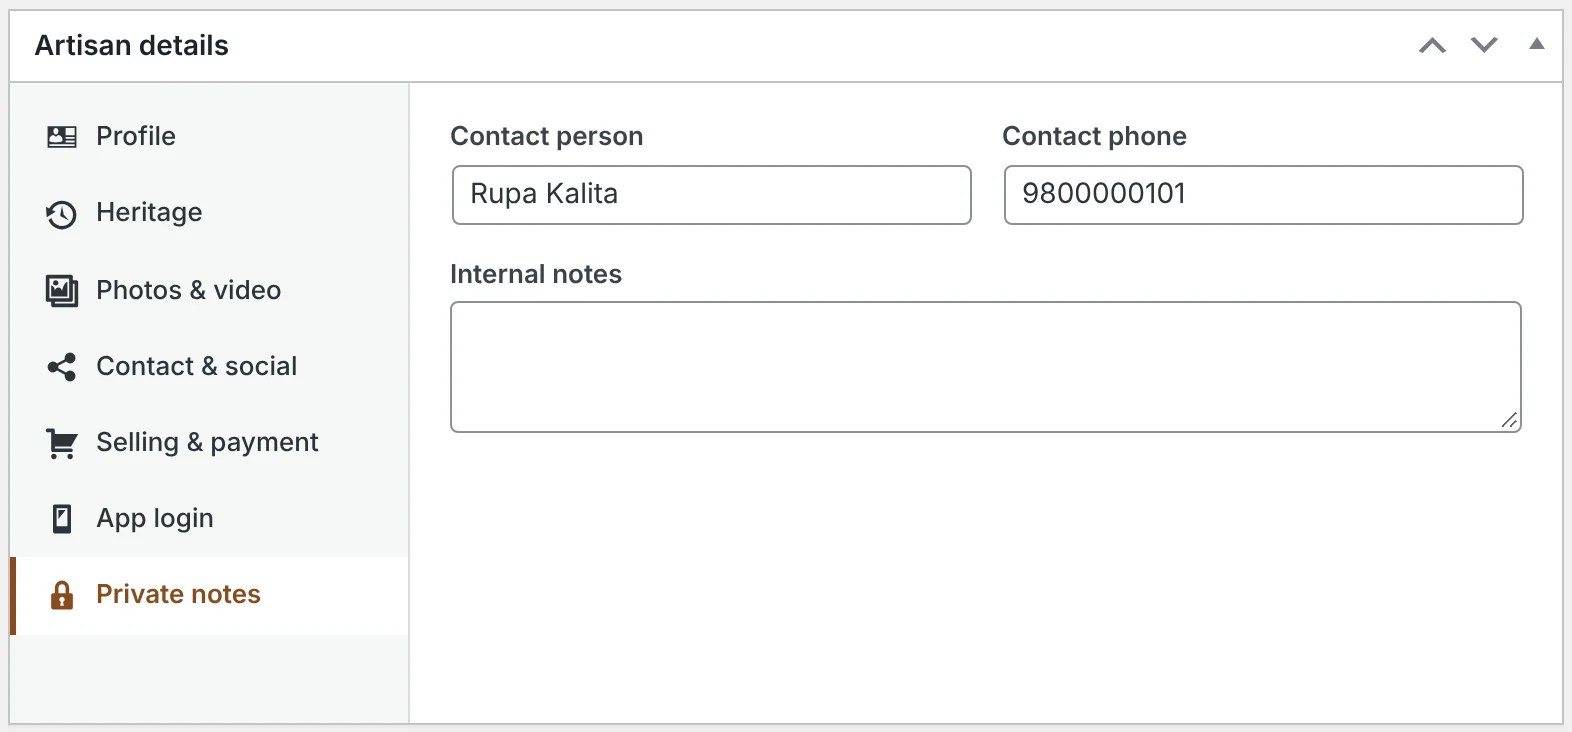 Artisan details
Profile
Heritage
Photos & video
Contact & social
Selling & payment
App login
Private notes
Contact person
Rupa Kalita
Contact phone
9800000101
Internal notes